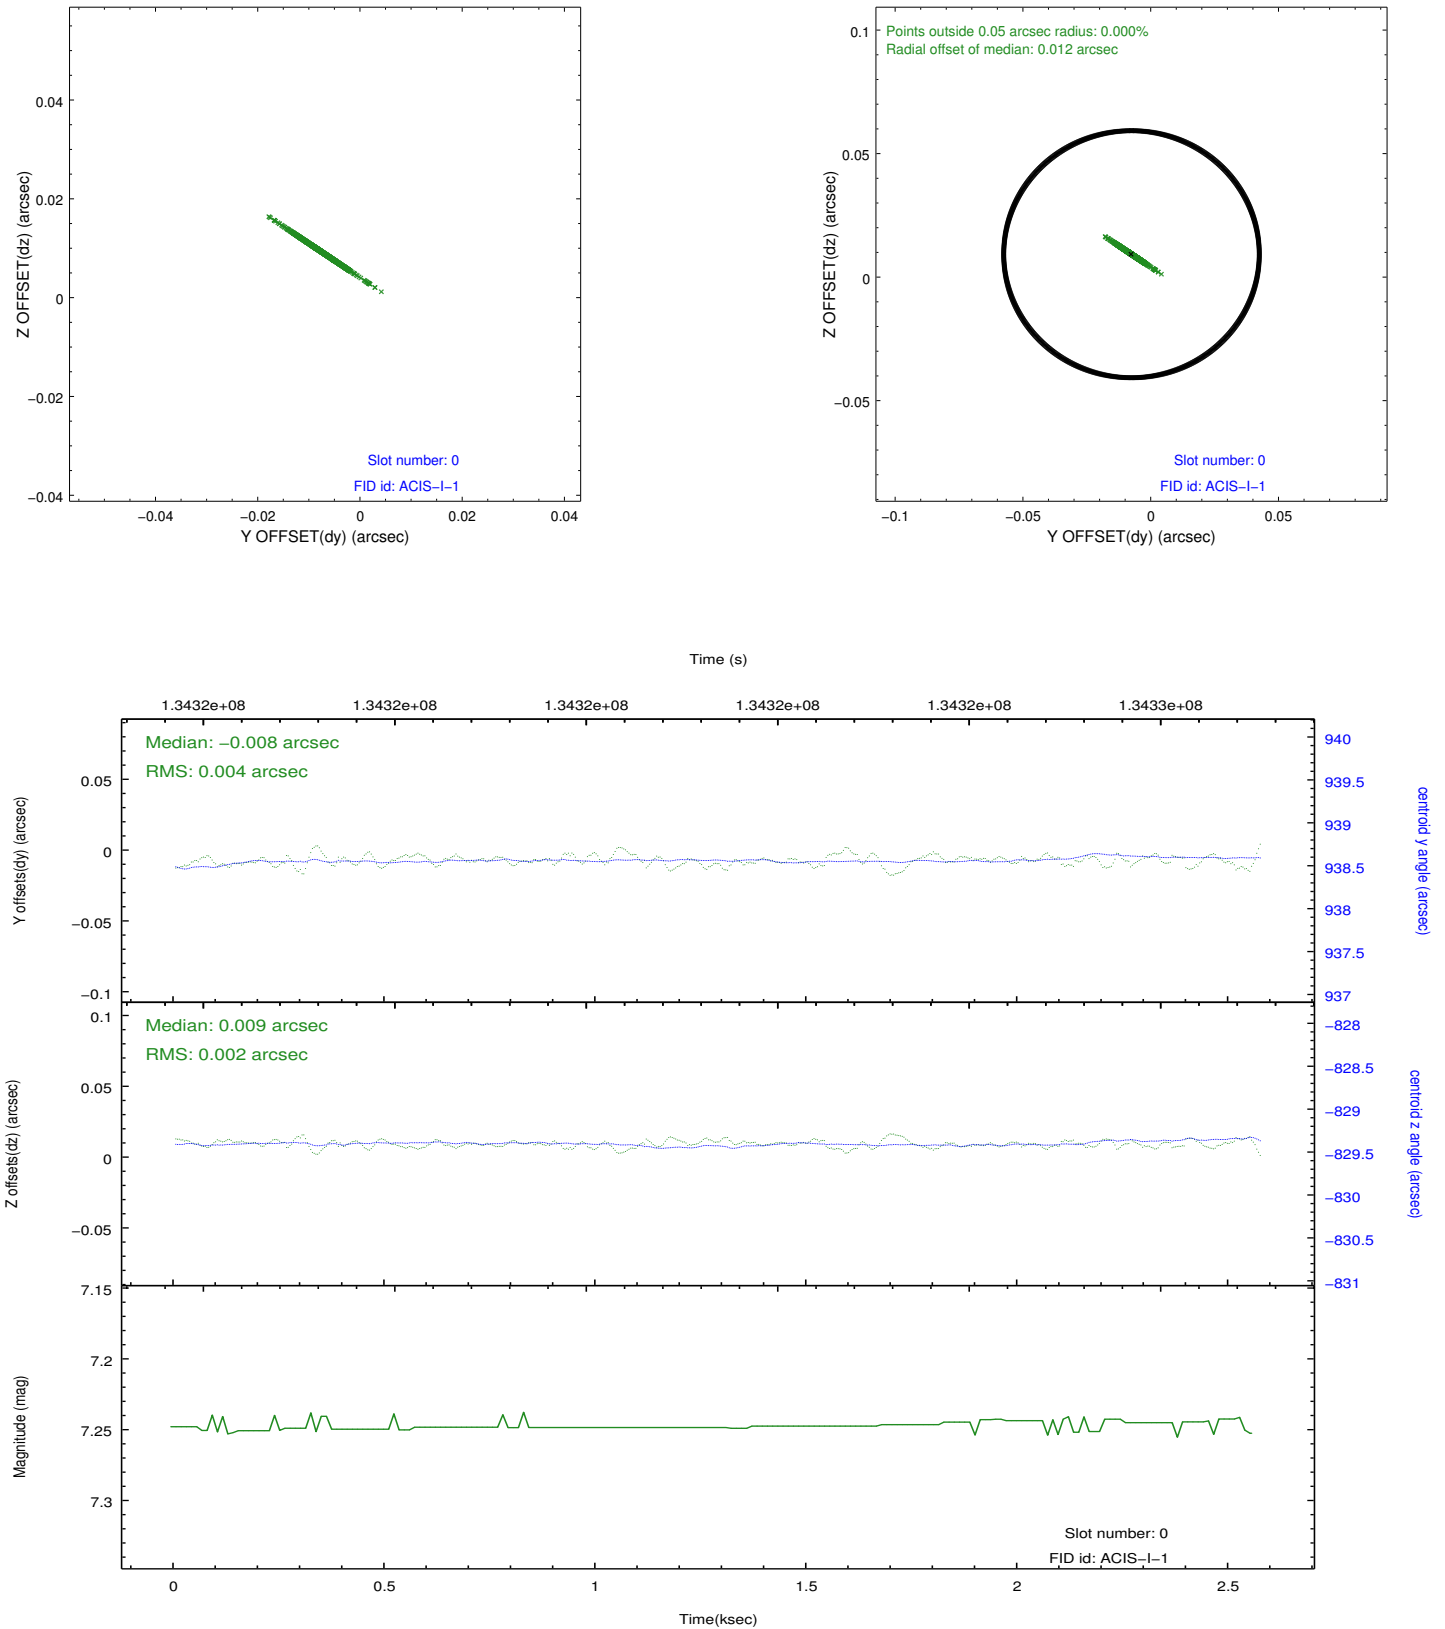 0.04
0.02
0
−0.02
−0.04
Z OFFSET(dz) (arcsec)
Slot number: 0
FID id: ACIS−I−1
−0.04
−0.02
0
0.02
0.04
Y OFFSET(dy) (arcsec)
Points outside 0.05 arcsec radius: 0.000%
Radial offset of median: 0.012 arcsec
0.1
0.05
0
−0.05
Z OFFSET(dz) (arcsec)
Slot number: 0
FID id: ACIS−I−1
−0.1
−0.05
0
0.05
Y OFFSET(dy) (arcsec)
Time (s)
1.3432e+08
1.3432e+08
1.3432e+08
1.3432e+08
1.3432e+08
1.3433e+08
Median: −0.008 arcsec
RMS: 0.004 arcsec
0.05
0
−0.05
−0.1
Y offsets(dy) (arcsec)
940
939.5
939
938.5
938
937.5
937
centroid y angle (arcsec)
Median: 0.009 arcsec
RMS: 0.002 arcsec
0.1
0.05
0
−0.05
Z offsets(dz) (arcsec)
−828
−828.5
−829
−829.5
−830
−830.5
−831
centroid z angle (arcsec)
7.15
7.2
7.25
7.3
Magnitude (mag)
Slot number: 0
FID id: ACIS−I−1
0
0.5
1
1.5
2
2.5
Time(ksec)